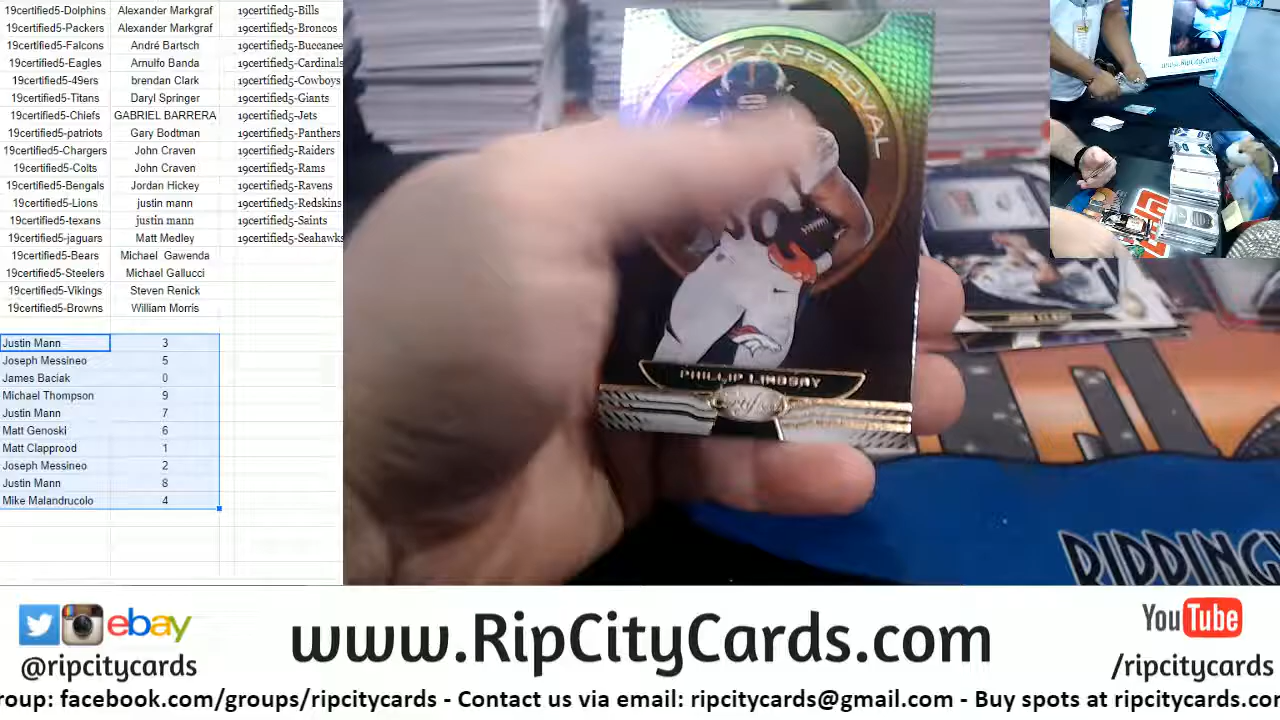 19certified5-Dolphins Alexander Markgraf 19certified5-Bills
19certified5-Packers Alexander Markgraf 19certified5-Broncos
19certified5-Falcons André Bartsch 19certified5-Buccanee
19certified5-Eagles Arnulfo Banda 19certified5-Cardinals
19certified5-49ers brendan Clark 19certified5-Cowboys
19certified5-Titans Daryl Springer 19certified5-Giants
19certified5-Chiefs GABRIEL BARRERA 19certified5-Jets
19certified5-patriots Gary Bodtman 19certified5-Panthers
19certified5-Chargers John Craven 19certified5-Raiders
19certified5-Colts John Craven 19certified5-Rams
19certified5-Bengals Jordan Hickey 19certified5-Ravens
19certified5-Lions justin mann 19certified5-Redskins
19certified5-texans justin mann 19certified5-Saints
19certified5-jaguars Matt Medley 19certified5-Seahawks
19certified5-Bears Michael Gawenda
19certified5-Steelers Michael Gallucci
19certified5-Vikings Steven Renick
19certified5-Browns William Morris
Justin Mann 3
Joseph Messineo 5
James Baciak 0
Michael Thompson 9
Justin Mann 7
Matt Genoski 6
Matt Clapprood 1
Joseph Messineo 2
Justin Mann 8
Mike Malandrucolo 4
OF APPROVAL
PHILLIP LINDSAY
www.RipCityCards
RIPPING
ebay
@ripcitycards
www.RipCityCards.com
YouTube
/ripcitycards
roup: facebook.com/groups/ripcitycards - Contact us via email: ripcitycards@gmail.com - Buy spots at ripcitycards.com